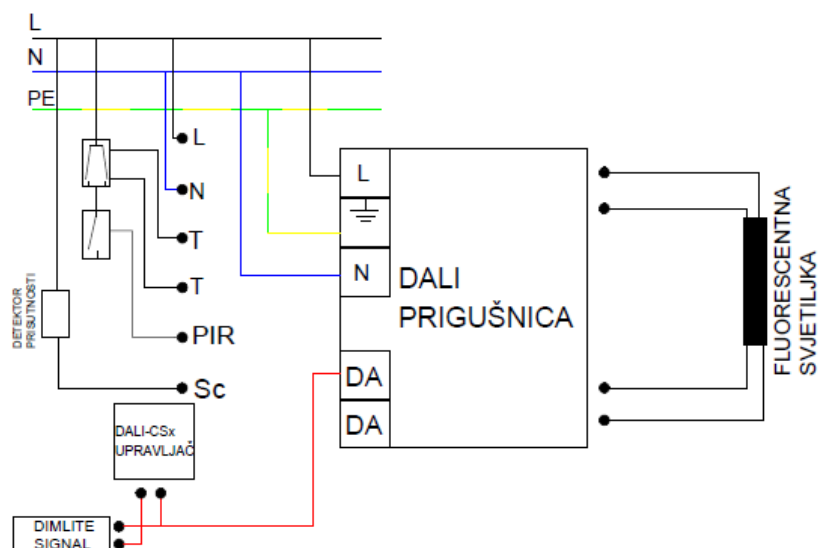 L
N
PE
L
N
T
T
PIR
Sc
DETEKTOR
PRISUTNOSTI
DALI-CSx
UPRAVLJAČ
DIMLITE
SIGNAL
L
N
DA
DA
DALI
PRIGUŠNICA
FLUORESCENTNA
SVJETILJKA